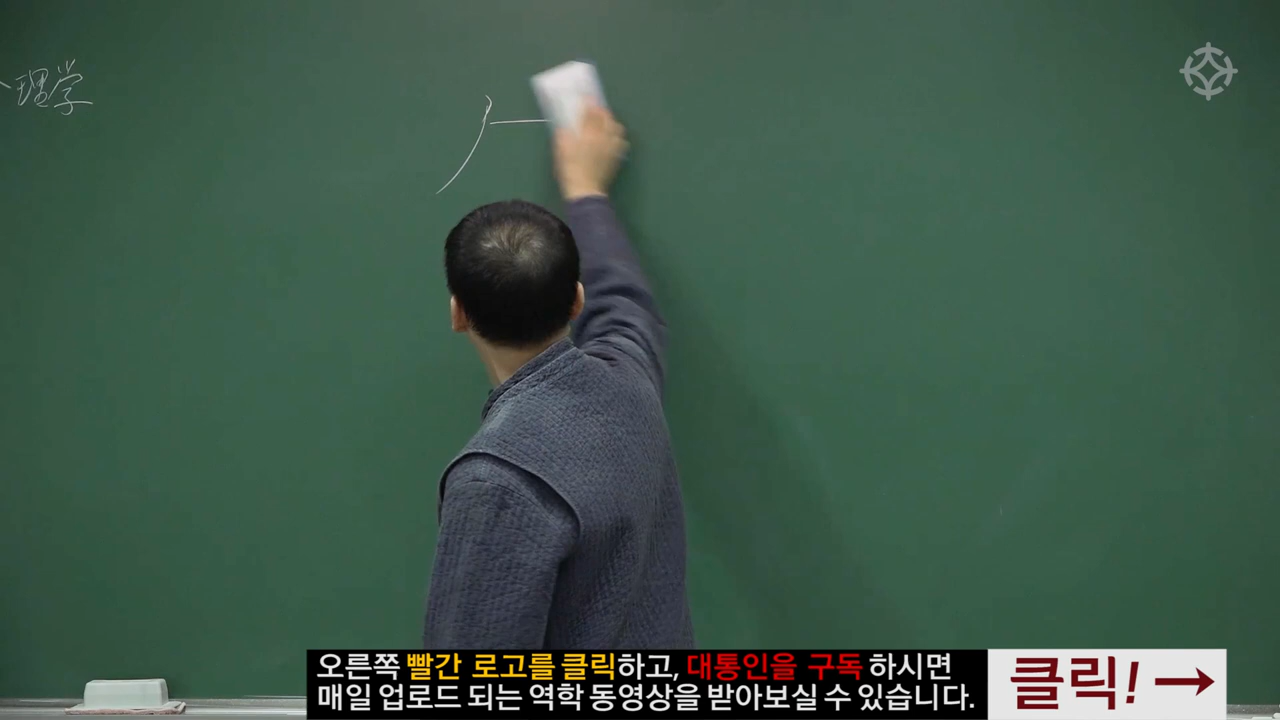 理学
오른쪽 빨간 로고를 클릭하고, 대통인을 구독 하시면
매일 업로드 되는 역학 동영상을 받아보실 수 있습니다.
클릭! →